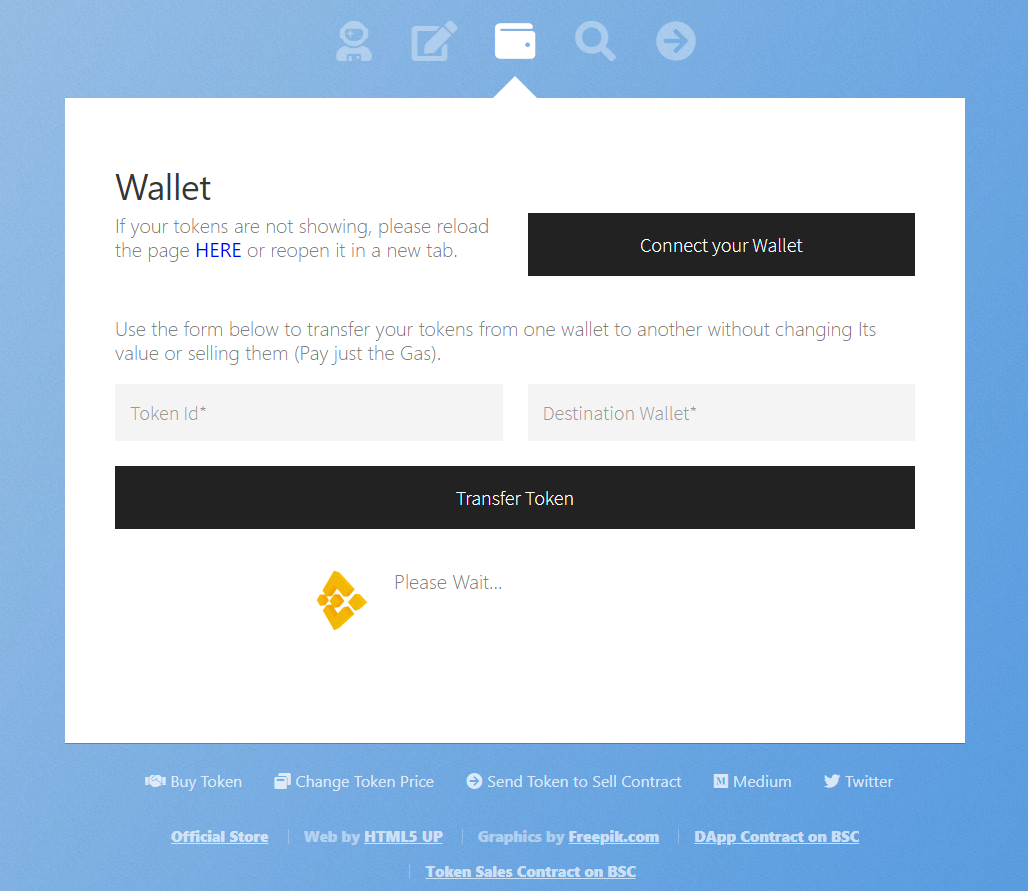 Wallet
If your tokens are not showing, please reload
the page HERE or reopen it in a new tab.
Connect your Wallet
Use the form below to transfer your tokens from one wallet to another without changing Its
value or selling them (Pay just the Gas).
Token Id*
Destination Wallet*
Transfer Token
Please Wait...
Buy Token
Change Token Price
Send Token to Sell Contract
M Medium
Twitter
Official Store
Web by HTML5 UP
Graphics by Freepik.com
DApp Contract on BSC
Token Sales Contract on BSC